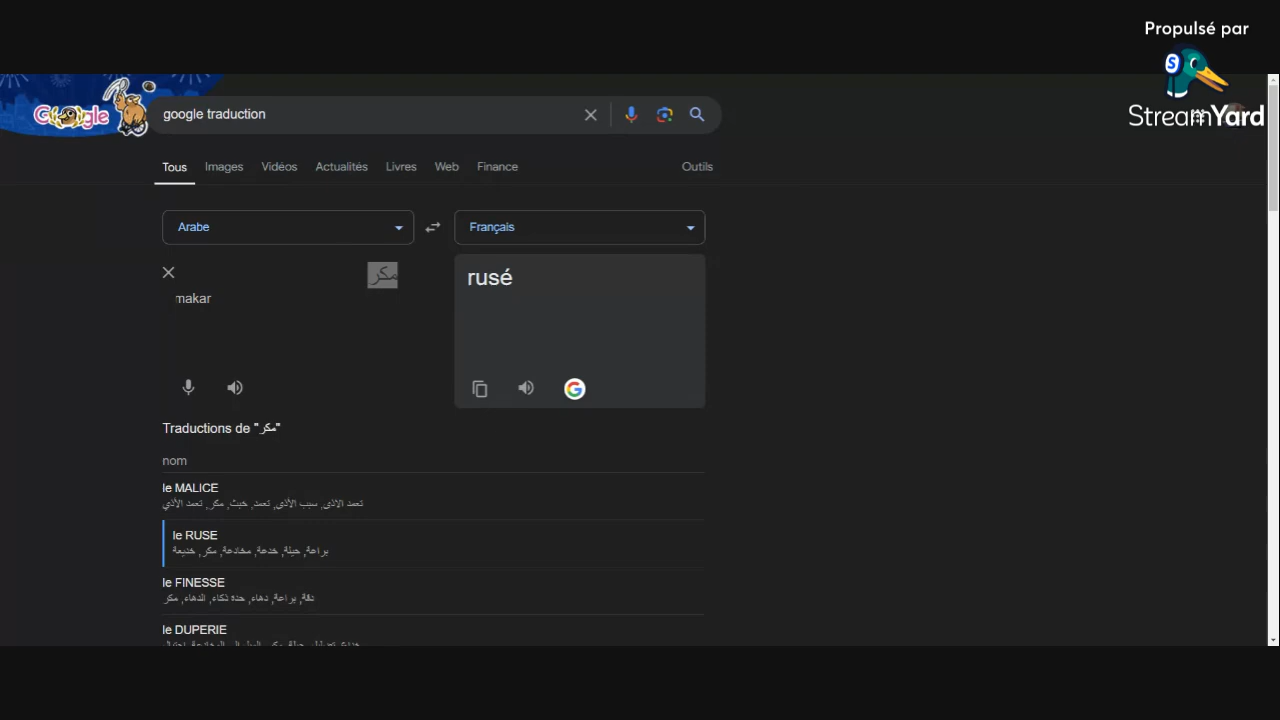 Propulsé par
StreamYard
Google
google traduction
Tous Images Vidéos Actualités Livres Web Finance Outils
Arabe Français
مكر
rusé
makar
Traductions de "مكر"
nom
le MALICE
تعمد الاذى, سبب الأذى, تعمد, خبث, مكر, تعمد الأذي
le RUSE
براعة, حيلة, خدعة, مخادعة, مكر, خديعة
le FINESSE
دقة, براعة, دهاء, حدة ذكاء, الدهاء, مكر
le DUPERIE